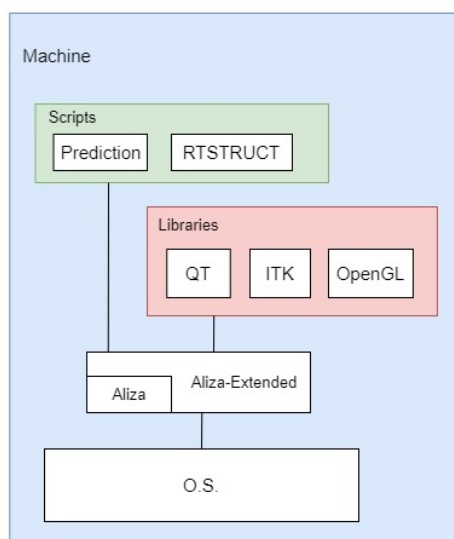 Machine
Scripts
Prediction
RTSTRUCT
Libraries
QT
ITK
OpenGL
Aliza-Extended
Aliza
O.S.